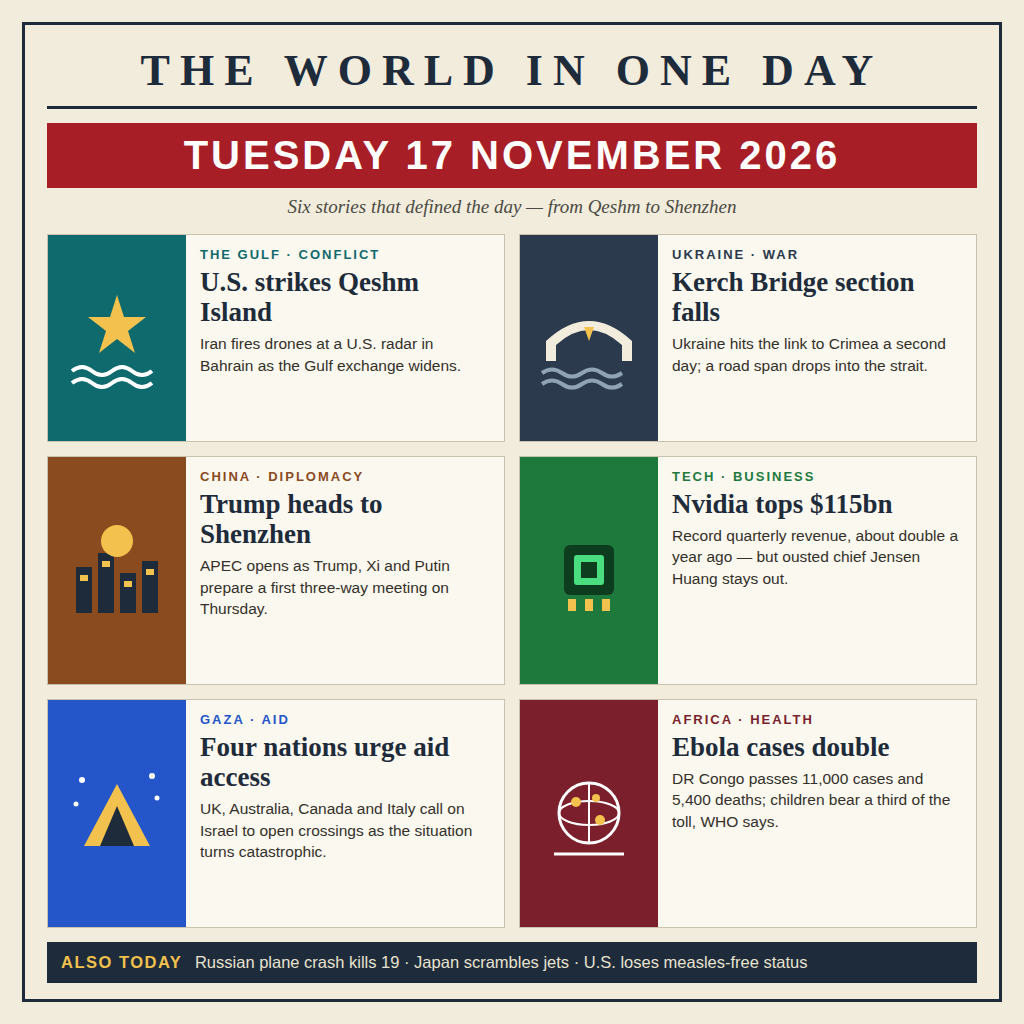 THE WORLD IN ONE DAY
TUESDAY 17 NOVEMBER 2026
Six stories that defined the day — from Qeshm to Shenzhen
THE GULF · CONFLICT
U.S. strikes Qeshm
Island
Iran fires drones at a U.S. radar in
Bahrain as the Gulf exchange widens.
UKRAINE · WAR
Kerch Bridge section
falls
Ukraine hits the link to Crimea a second
day; a road span drops into the strait.
CHINA · DIPLOMACY
Trump heads to
Shenzhen
APEC opens as Trump, Xi and Putin
prepare a first three-way meeting on
Thursday.
TECH · BUSINESS
Nvidia tops $115bn
Record quarterly revenue, about double a
year ago — but ousted chief Jensen
Huang stays out.
GAZA · AID
Four nations urge aid
access
UK, Australia, Canada and Italy call on
Israel to open crossings as the situation
turns catastrophic.
AFRICA · HEALTH
Ebola cases double
DR Congo passes 11,000 cases and
5,400 deaths; children bear a third of the
toll, WHO says.
ALSO TODAY Russian plane crash kills 19 · Japan scrambles jets · U.S. loses measles-free status